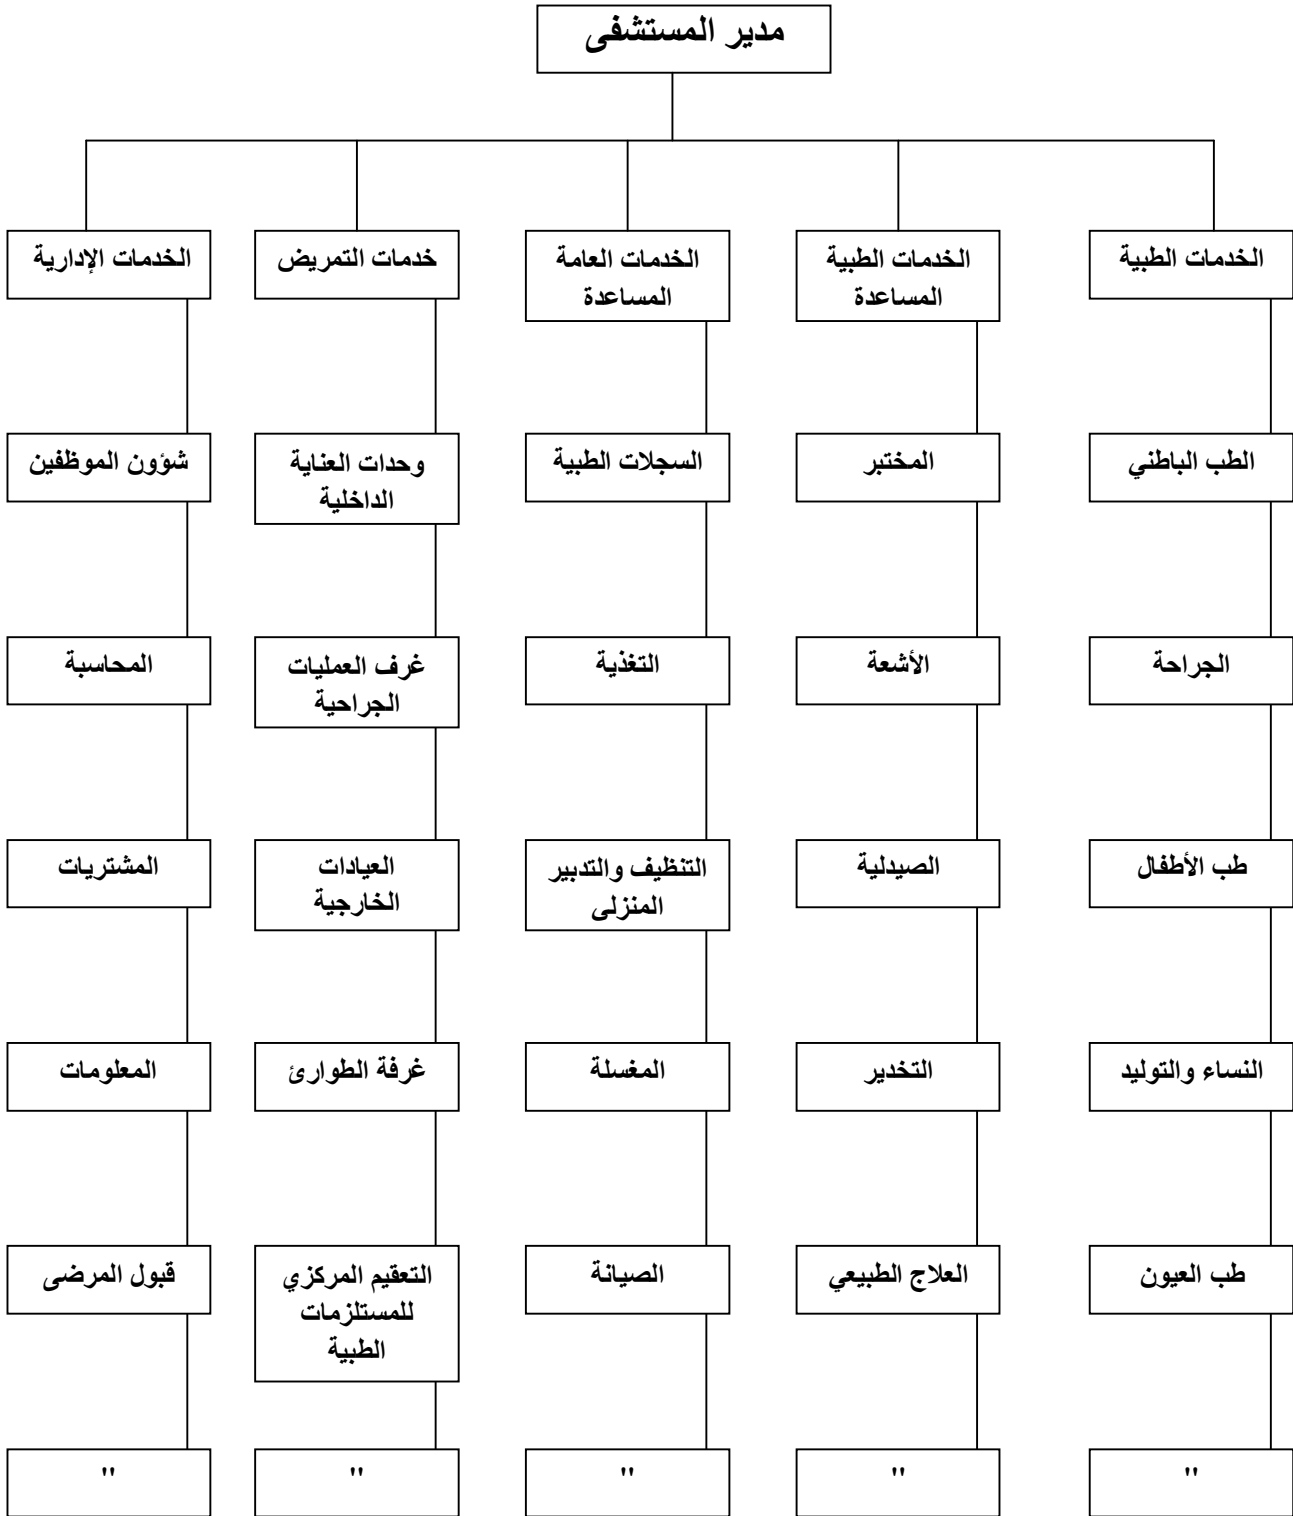 مدير المستشفى
الخدمات الطبية
الخدمات الطبية
المساعدة
الخدمات العامة
المساعدة
خدمات التمريض
الخدمات الإدارية
الطب الباطني
المختبر
السجلات الطبية
وحدات العناية
الداخلية
شؤون الموظفين
الجراحة
الأشعة
التغذية
غرف العمليات
الجراحية
المحاسبة
طب الأطفال
الصيدلية
التنظيف والتدبير
المنزلى
العيادات
الخارجية
المشتريات
النساء والتوليد
التخدير
المغسلة
غرفة الطوارئ
المعلومات
طب العيون
العلاج الطبيعي
الصيانة
التعقيم المركزي
للمستلزمات
الطبية
قبول المرضى
"
"
"
"
"